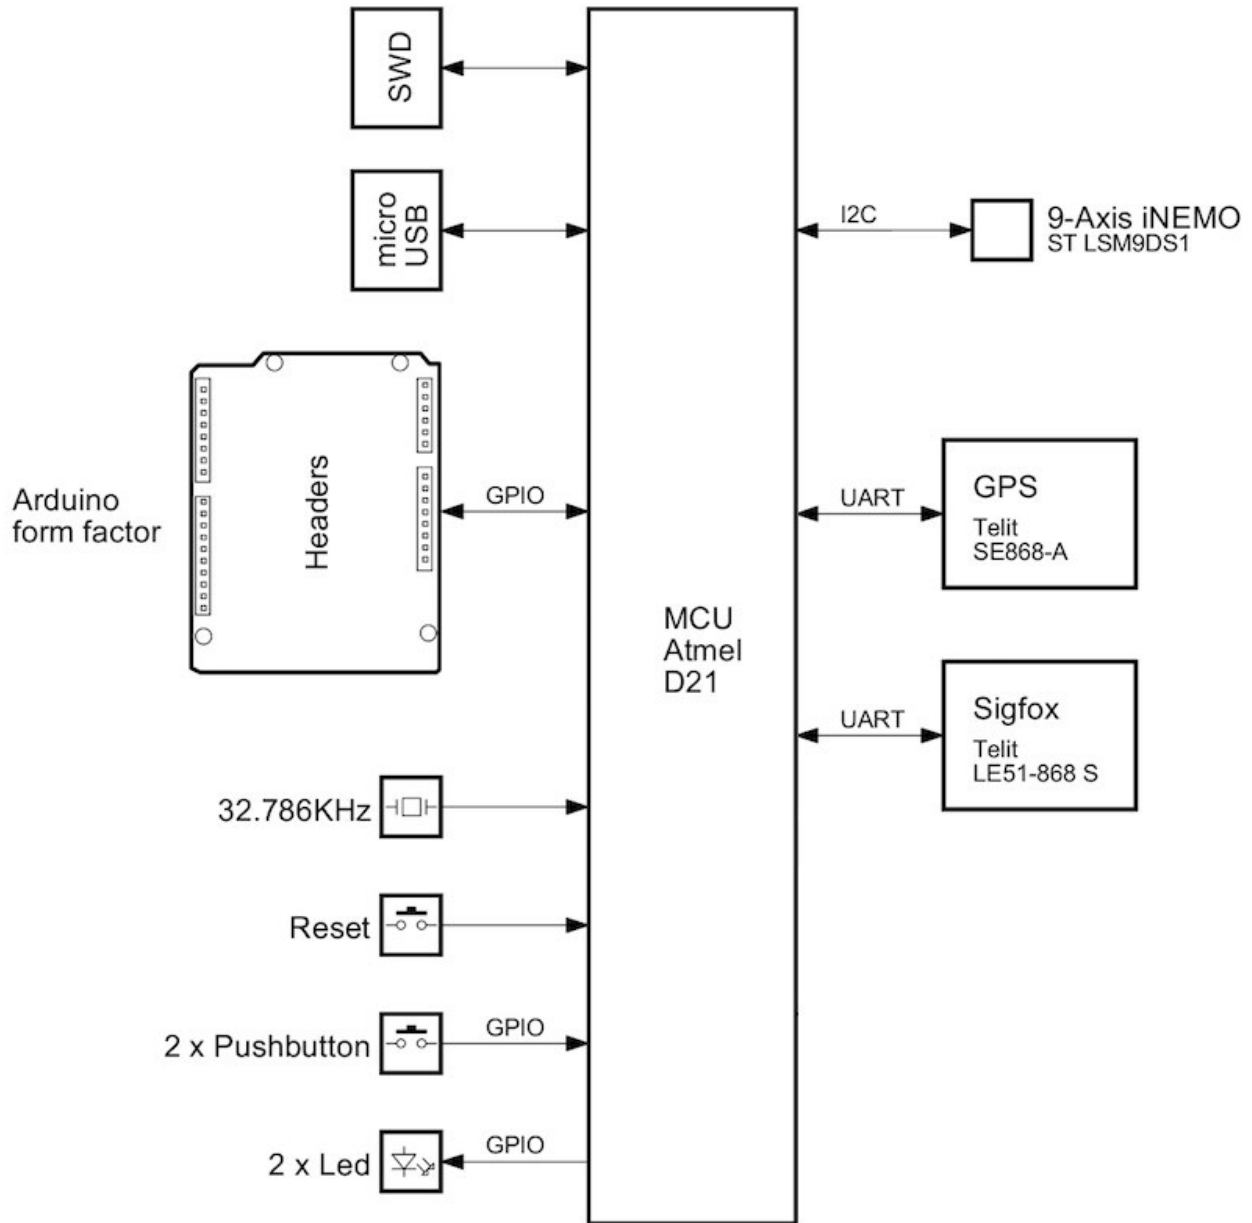 SWD
micro
USB
I2C
9-Axis iNEMO
ST LSM9DS1
Arduino
form factor
Headers
GPIO
UART
GPS
Telit
SE868-A
MCU
Atmel
D21
UART
Sigfox
Telit
LE51-868 S
32.786KHz
Reset
2 x Pushbutton
GPIO
2 x Led
GPIO